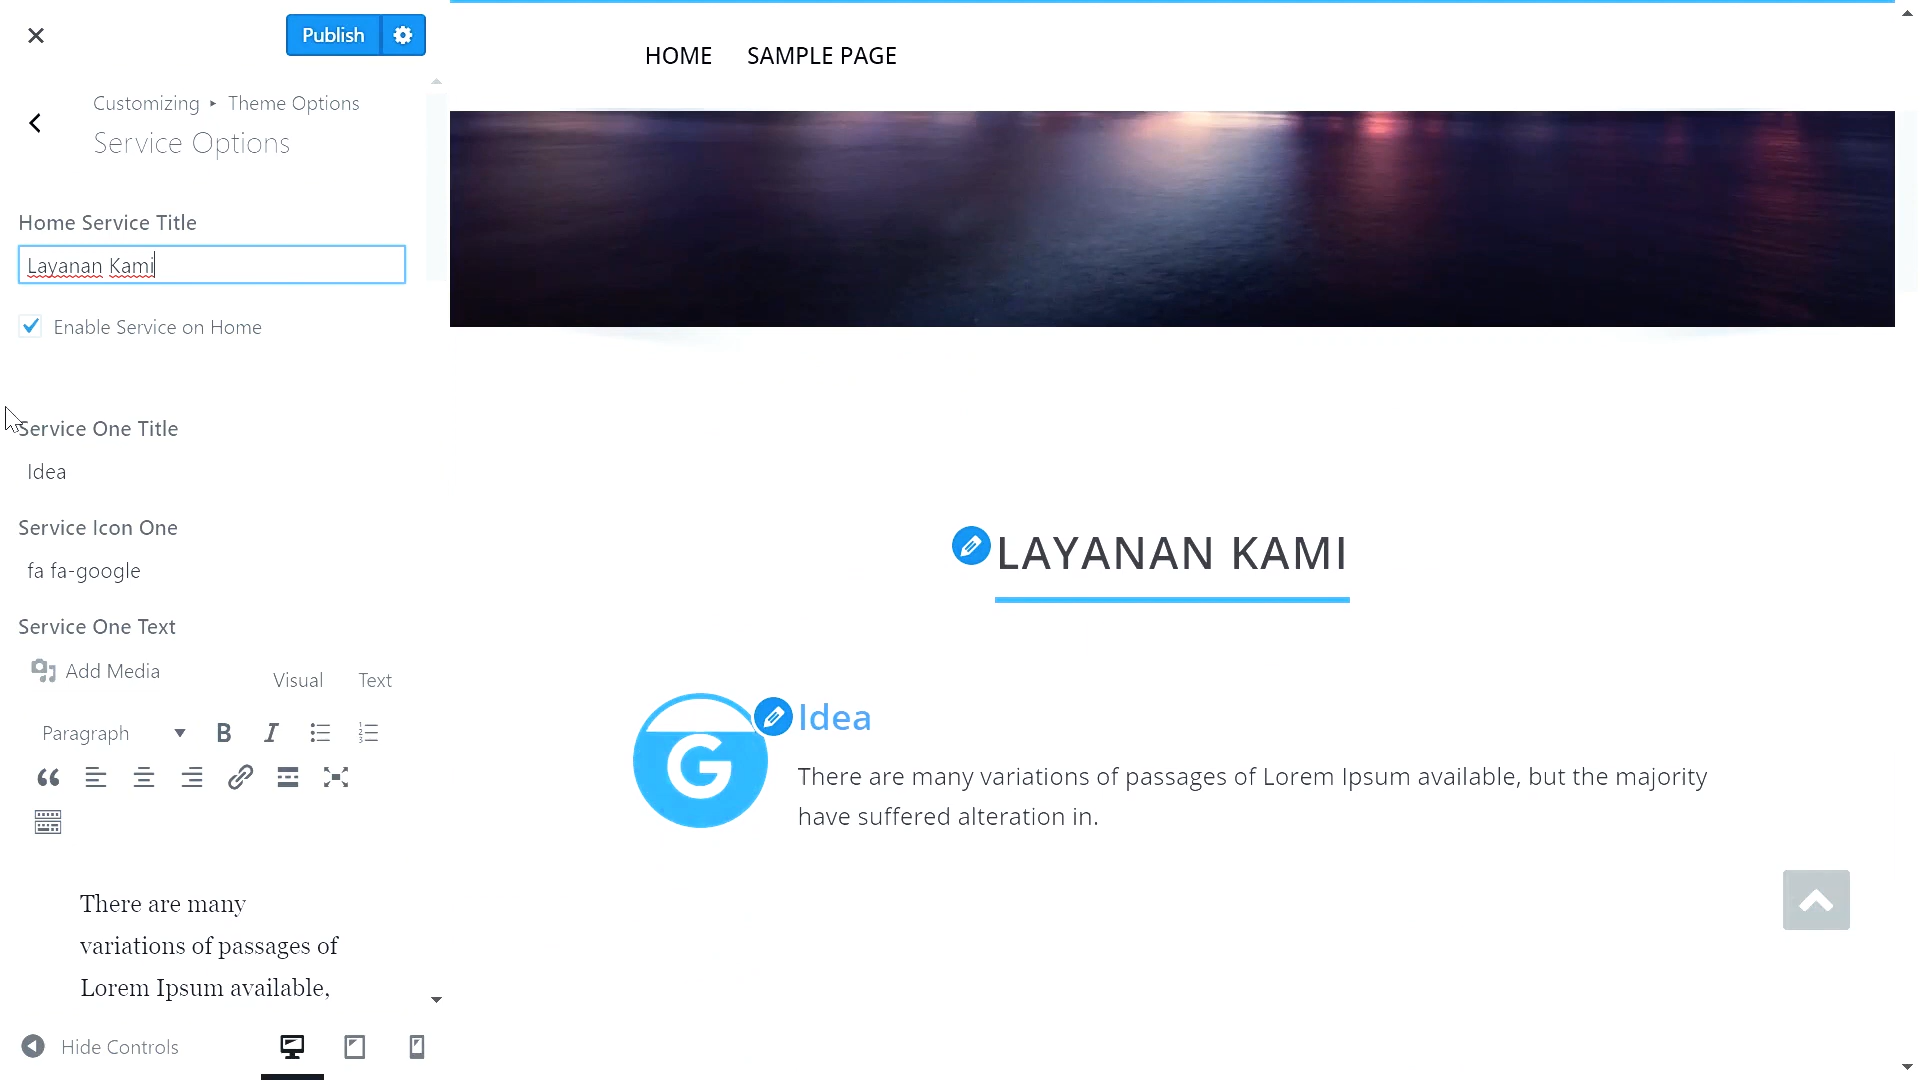 Publish
Customizing ▸ Theme Options
Service Options
Home Service Title
Layanan Kami
Enable Service on Home
Service One Title
Idea
Service Icon One
fa fa-google
Service One Text
Add Media
Visual Text
Paragraph
There are many
variations of passages of
Lorem Ipsum available,
Hide Controls
HOME SAMPLE PAGE
LAYANAN KAMI
G
Idea
There are many variations of passages of Lorem Ipsum available, but the majority
have suffered alteration in.